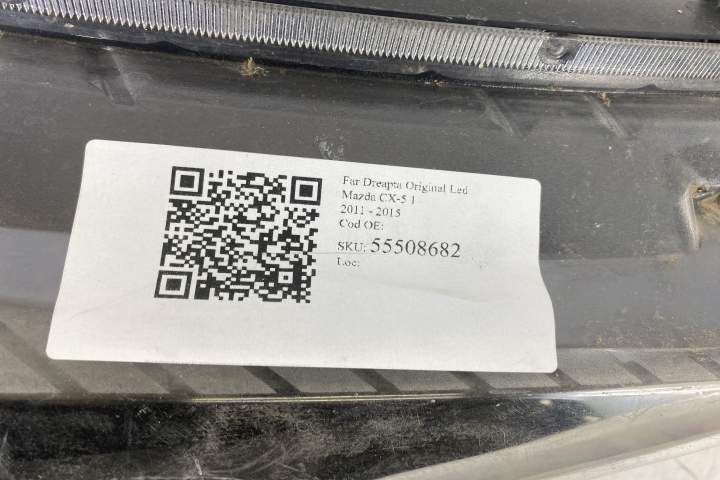 Far Dreapta Original Led
Mazda CX-5 1
2011 - 2015
Cod OE:
SKU: 55508682
Loc: